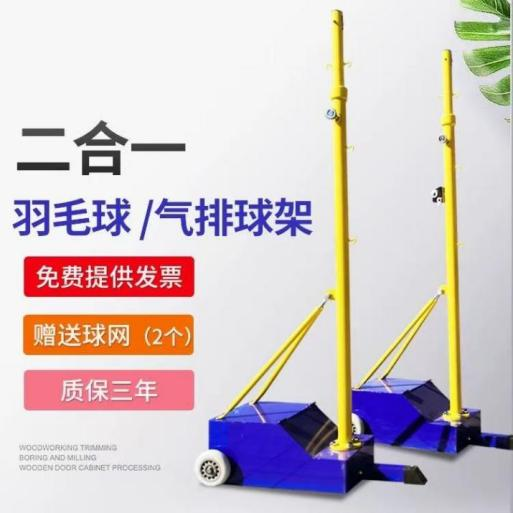 二合一
羽毛球 /气排球架
免费提供发票
赠送球网（2个）
质保三年
WOODWORKING TRIMMING
BORING AND MILLING
WOODEN DOOR CABINET PROCESSING